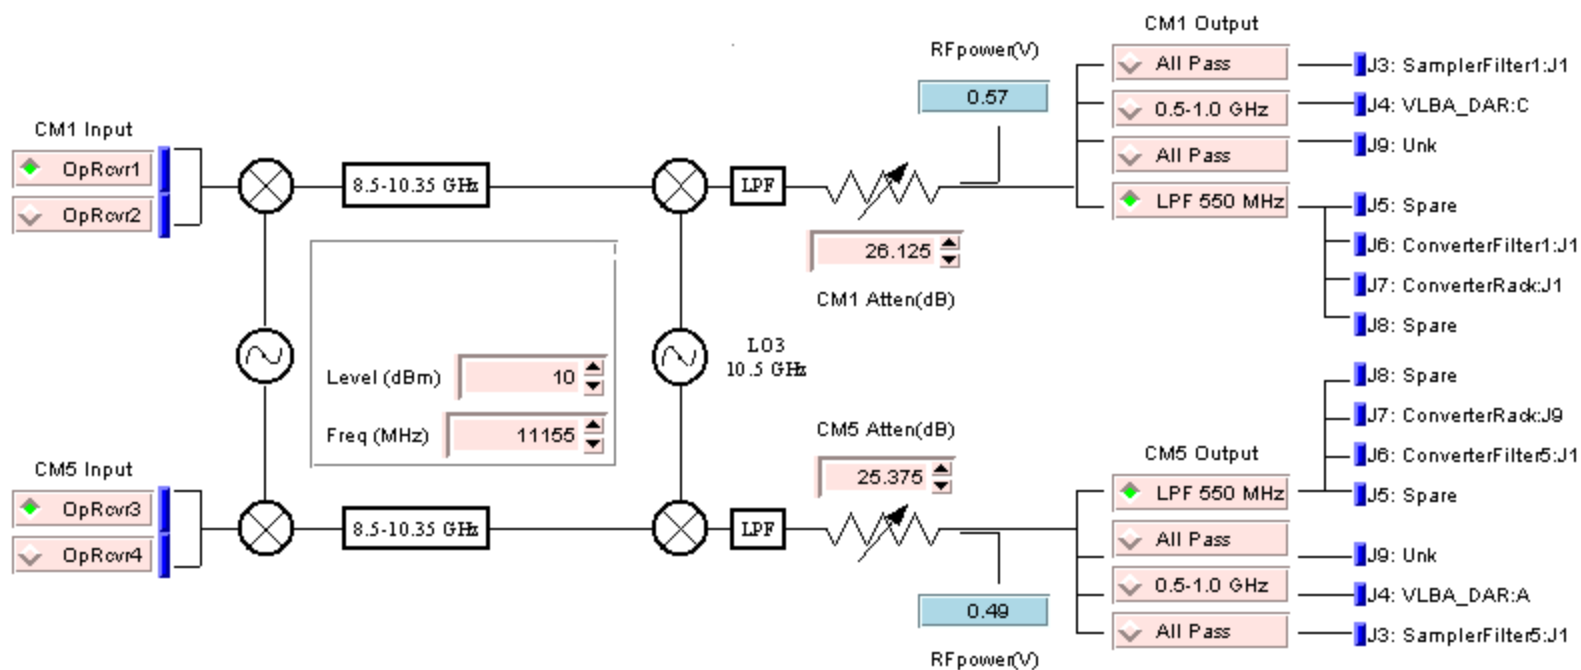 CM1 Input
OpRcvr1
OpRcvr2
8.5-10.35 GHz
LPF
RFpower(V)
0.57
26.125
CM1 Atten(dB)
CM1 Output
All Pass
0.5-1.0 GHz
All Pass
LPF 550 MHz
J3: SamplerFilter1:J1
J4: VLBA_DAR:C
J9: Unk
J5: Spare
J6: ConverterFilter1:J1
J7: ConverterRack:J1
J8: Spare
Level (dBm) 10
Freq (MHz) 11155
LO3
10.5 GHz
CM5 Input
OpRcvr3
OpRcvr4
8.5-10.35 GHz
LPF
CM5 Atten(dB)
25.375
0.49
RFpower(V)
CM5 Output
LPF 550 MHz
All Pass
0.5-1.0 GHz
All Pass
J8: Spare
J7: ConverterRack:J9
J6: ConverterFilter5:J1
J5: Spare
J9: Unk
J4: VLBA_DAR:A
J3: SamplerFilter5:J1